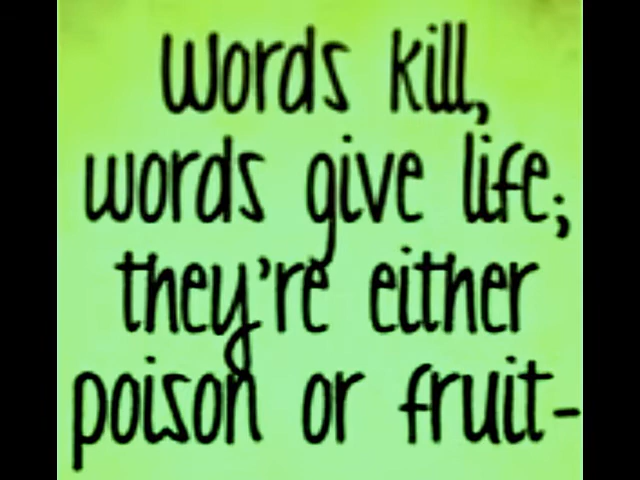 Words kill,
words give life;
they're either
poison or fruit-